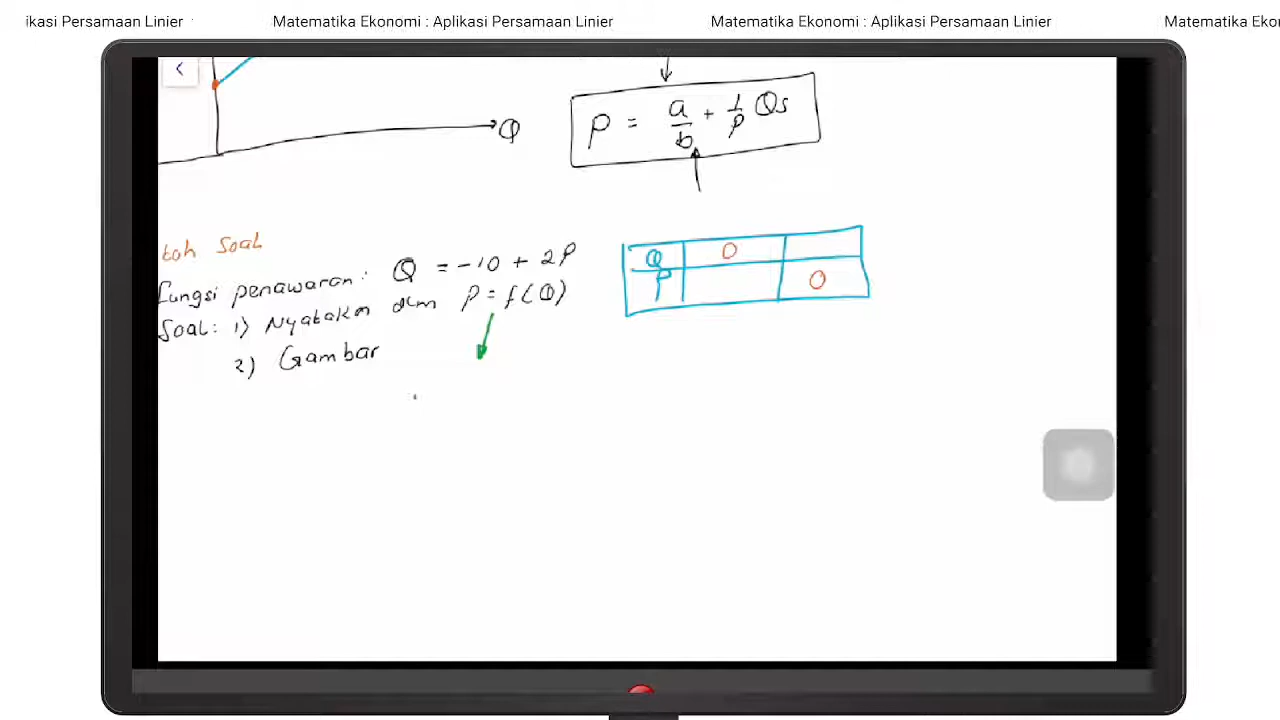 ikasi Persamaan Linier Matematika Ekonomi : Aplikasi Persamaan Linier Matematika Ekonomi : Aplikasi Persamaan Linier Matematika Ekon
<
Q
P = a/b + 1/p Qs
toh Soal
Fungsi penawaran: Q = -10 + 2P
Soal: 1) Nyatakn dlm P = f(Q)
2) Gambar
Q 0
P 0